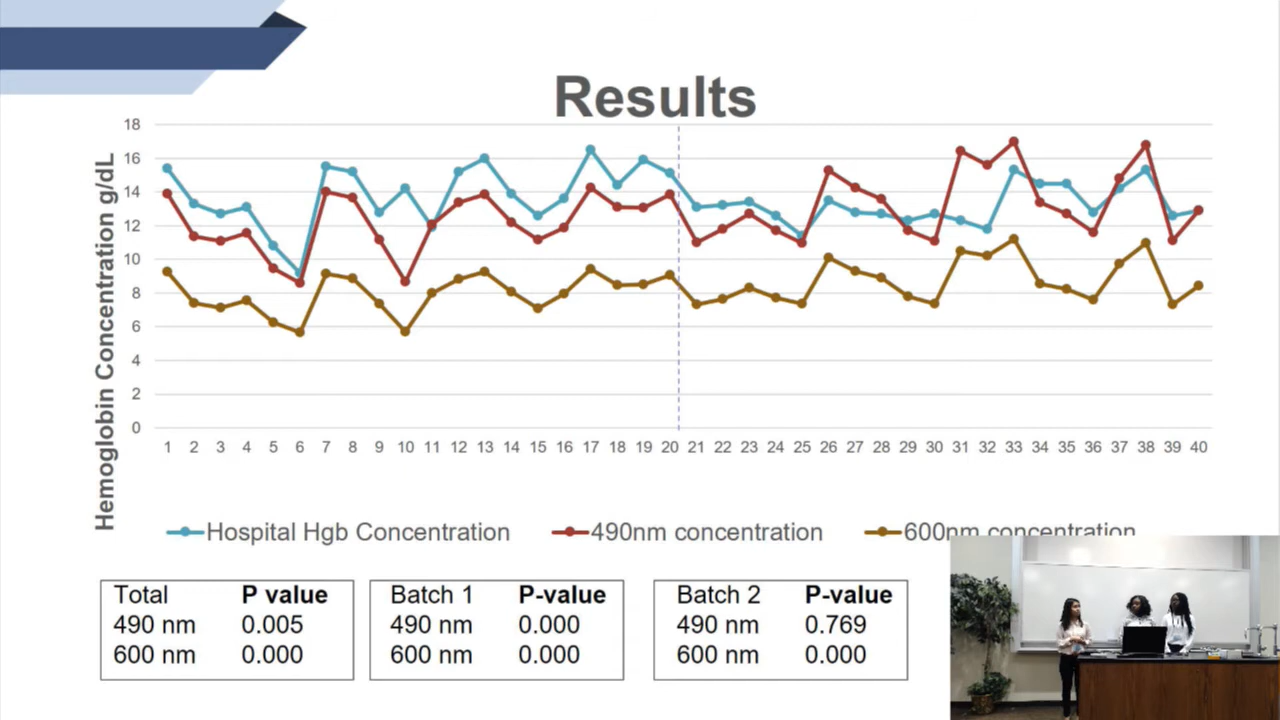 Results
Hemoglobin Concentration g/dL
18
16
14
12
10
8
6
4
2
0
1 2 3 4 5 6 7 8 9 10 11 12 13 14 15 16 17 18 19 20 21 22 23 24 25 26 27 28 29 30 31 32 33 34 35 36 37 38 39 40
Hospital Hgb Concentration 490nm concentration 600nm concentration
Total P value
490 nm 0.005
600 nm 0.000
Batch 1 P-value
490 nm 0.000
600 nm 0.000
Batch 2 P-value
490 nm 0.769
600 nm 0.000